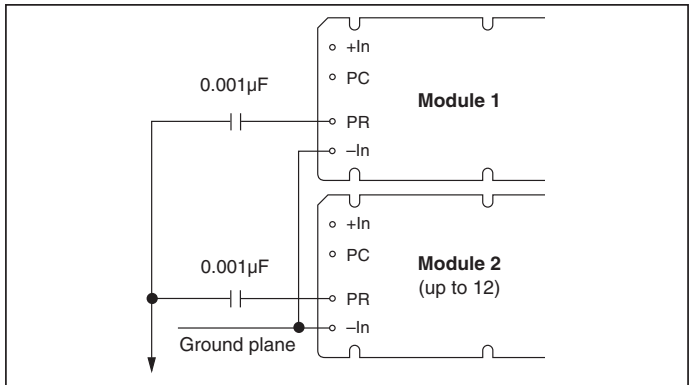 +In
PC
0.001µF
Module 1
PR
–In
+In
PC
0.001µF
Module 2
(up to 12)
PR
–In
Ground plane